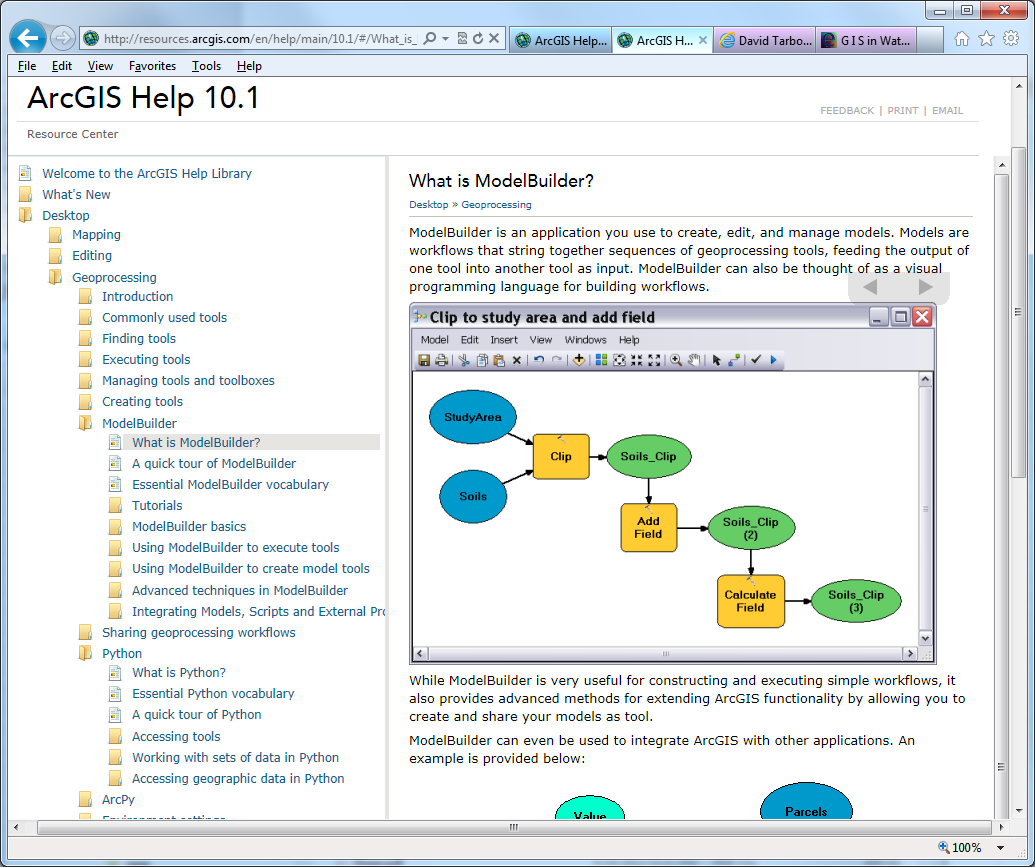 http://resources.arcgis.com/en/help/main/10.1/#/What_is_
ArcGIS Help...
ArcGIS H...
David Tarbo...
G I S in Wat...
File Edit View Favorites Tools Help
ArcGIS Help 10.1
FEEDBACK | PRINT | EMAIL
Resource Center
Welcome to the ArcGIS Help Library
What's New
Desktop
Mapping
Editing
Geoprocessing
Introduction
Commonly used tools
Finding tools
Executing tools
Managing tools and toolboxes
Creating tools
ModelBuilder
What is ModelBuilder?
A quick tour of ModelBuilder
Essential ModelBuilder vocabulary
Tutorials
ModelBuilder basics
Using ModelBuilder to execute tools
Using ModelBuilder to create model tools
Advanced techniques in ModelBuilder
Integrating Models, Scripts and External Pro
Sharing geoprocessing workflows
Python
What is Python?
Essential Python vocabulary
A quick tour of Python
Accessing tools
Working with sets of data in Python
Accessing geographic data in Python
ArcPy
Environment settings
What is ModelBuilder?
Desktop » Geoprocessing
ModelBuilder is an application you use to create, edit, and manage models. Models are
workflows that string together sequences of geoprocessing tools, feeding the output of
one tool into another tool as input. ModelBuilder can also be thought of as a visual
programming language for building workflows.
Clip to study area and add field
Model Edit Insert View Windows Help
StudyArea
Soils
Clip
Soils_Clip
Add
Field
Soils_Clip
(2)
Calculate
Field
Soils_Clip
(3)
While ModelBuilder is very useful for constructing and executing simple workflows, it
also provides advanced methods for extending ArcGIS functionality by allowing you to
create and share your models as tool.
ModelBuilder can even be used to integrate ArcGIS with other applications. An
example is provided below:
Value
Parcels
100%